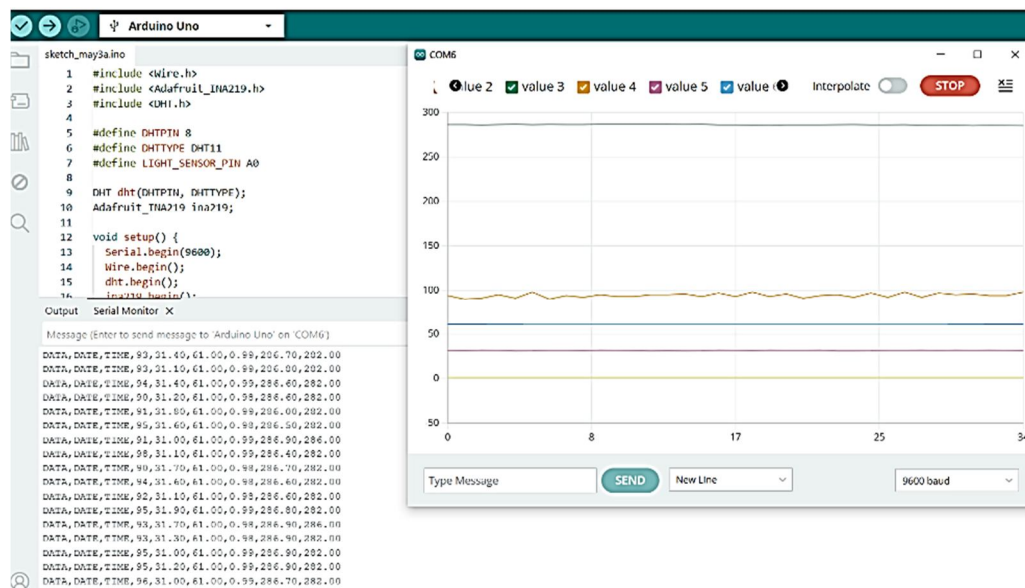 Arduino Uno
sketch_may3a.ino
1 #include <Wire.h>
2 #include <Adafruit_INA219.h>
3 #include <DHT.h>
4
5 #define DHTPIN 8
6 #define DHTTYPE DHT11
7 #define LIGHT_SENSOR_PIN A0
8
9 DHT dht(DHTPIN, DHTTYPE);
10 Adafruit_INA219 ina219;
11
12 void setup() {
13 Serial.begin(9600);
14 Wire.begin();
15 dht.begin();
16 ina219.begin();
Output Serial Monitor X
Message (Enter to send message to 'Arduino Uno' on 'COM6')
DATA,DATE,TIME,93,31.40,61.00,0.99,286.70,282.00
DATA,DATE,TIME,93,31.10,61.00,0.99,286.80,282.00
DATA,DATE,TIME,94,31.40,61.00,0.99,286.60,282.00
DATA,DATE,TIME,90,31.20,61.00,0.98,286.60,282.00
DATA,DATE,TIME,91,31.80,61.00,0.99,286.00,282.00
DATA,DATE,TIME,95,31.60,61.00,0.98,286.50,282.00
DATA,DATE,TIME,91,31.00,61.00,0.99,286.90,286.00
DATA,DATE,TIME,98,31.10,61.00,0.99,286.40,282.00
DATA,DATE,TIME,90,31.70,61.00,0.98,286.70,282.00
DATA,DATE,TIME,94,31.60,61.00,0.98,286.60,282.00
DATA,DATE,TIME,92,31.10,61.00,0.98,286.60,282.00
DATA,DATE,TIME,95,31.90,61.00,0.99,286.80,282.00
DATA,DATE,TIME,93,31.70,61.00,0.98,286.90,286.00
DATA,DATE,TIME,93,31.30,61.00,0.98,286.90,282.00
DATA,DATE,TIME,95,31.00,61.00,0.99,286.90,282.00
DATA,DATE,TIME,95,31.20,61.00,0.98,286.90,282.00
DATA,DATE,TIME,96,31.00,61.00,0.99,286.70,282.00
COM6
value 3 value 4 value 5 Interpolate STOP
300
250
200
150
100
50
0
50
0 8 17 25 34
Type Message SEND New Line 9600 baud